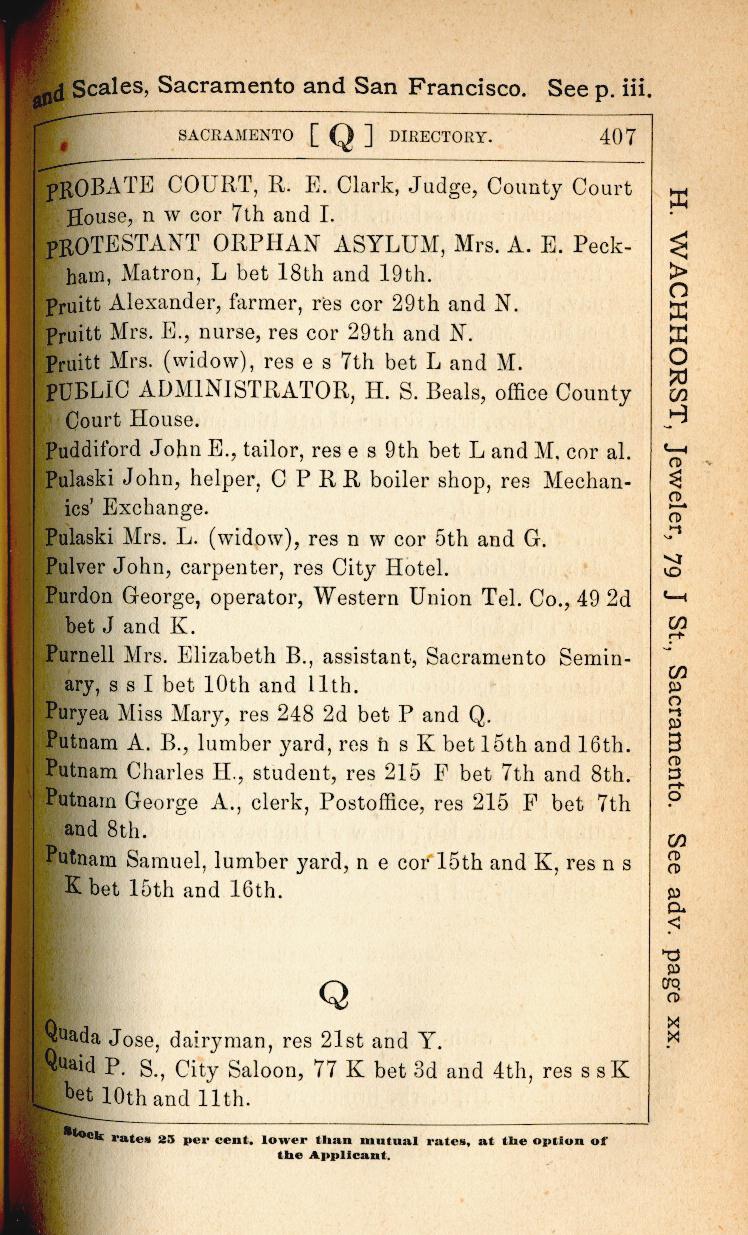 and Scales, Sacramento and San Francisco. See p. iii.
SACRAMENTO [ Q ] DIRECTORY. 407
PROBATE COURT, R. E. Clark, Judge, County Court
House, n w cor 7th and I.
PROTESTANT ORPHAN ASYLUM, Mrs. A. E. Peck-
ham, Matron, L bet 18th and 19th.
Pruitt Alexander, farmer, res cor 29th and N.
Pruitt Mrs. E., nurse, res cor 29th and N.
Pruitt Mrs. (widow), res e s 7th bet L and M.
PUBLIC ADMINISTRATOR, H. S. Beals, office County
Court House.
Puddiford John E., tailor, res e s 9th bet L and M, cor al.
Pulaski John, helper, C P R R boiler shop, res Mechan-
ics' Exchange.
Pulaski Mrs. L. (widow), res n w cor 5th and G.
Pulver John, carpenter, res City Hotel.
Purdon George, operator, Western Union Tel. Co., 49 2d
bet J and K.
Purnell Mrs. Elizabeth B., assistant, Sacramento Semin-
ary, s s I bet 10th and 11th.
Puryea Miss Mary, res 248 2d bet P and Q.
Putnam A. B., lumber yard, res n s K bet 15th and 16th.
Putnam Charles H., student, res 215 F bet 7th and 8th.
Putnam George A., clerk, Postoffice, res 215 F bet 7th
and 8th.
Putnam Samuel, lumber yard, n e cor 15th and K, res n s
K bet 15th and 16th.
Q
Quada Jose, dairyman, res 21st and Y.
Quaid P. S., City Saloon, 77 K bet 3d and 4th, res s s K
bet 10th and 11th.
Stock rates 25 per cent. lower than mutual rates, at the option of
the Applicant.
H. WACHHORST, Jeweler, 79 J St., Sacramento. See adv. page xx.